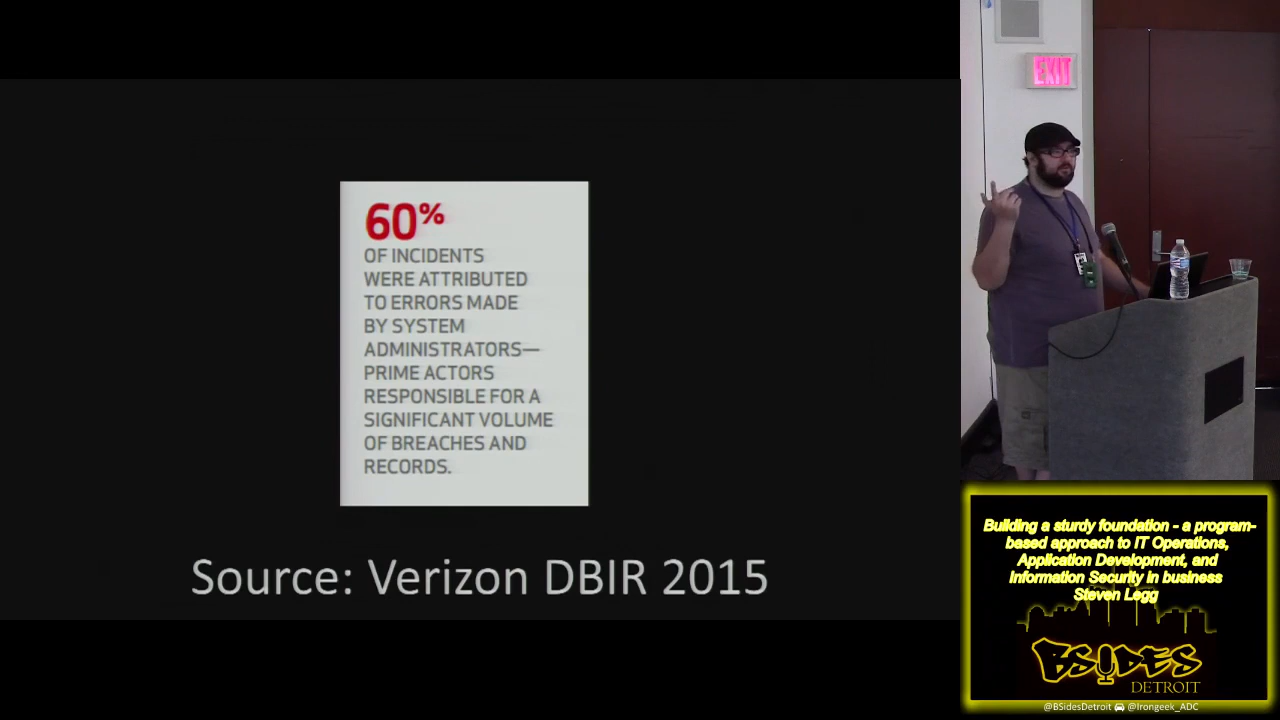 60%
OF INCIDENTS
WERE ATTRIBUTED
TO ERRORS MADE
BY SYSTEM
ADMINISTRATORS—
PRIME ACTORS
RESPONSIBLE FOR A
SIGNIFICANT VOLUME
OF BREACHES AND
RECORDS.
Source: Verizon DBIR 2015
EXIT
Building a sturdy foundation - a program-
based approach to IT Operations,
Application Development, and
Information Security in business
Steven Legg
BSIDES
DETROIT
@BSidesDetroit @Irongeek_ADC